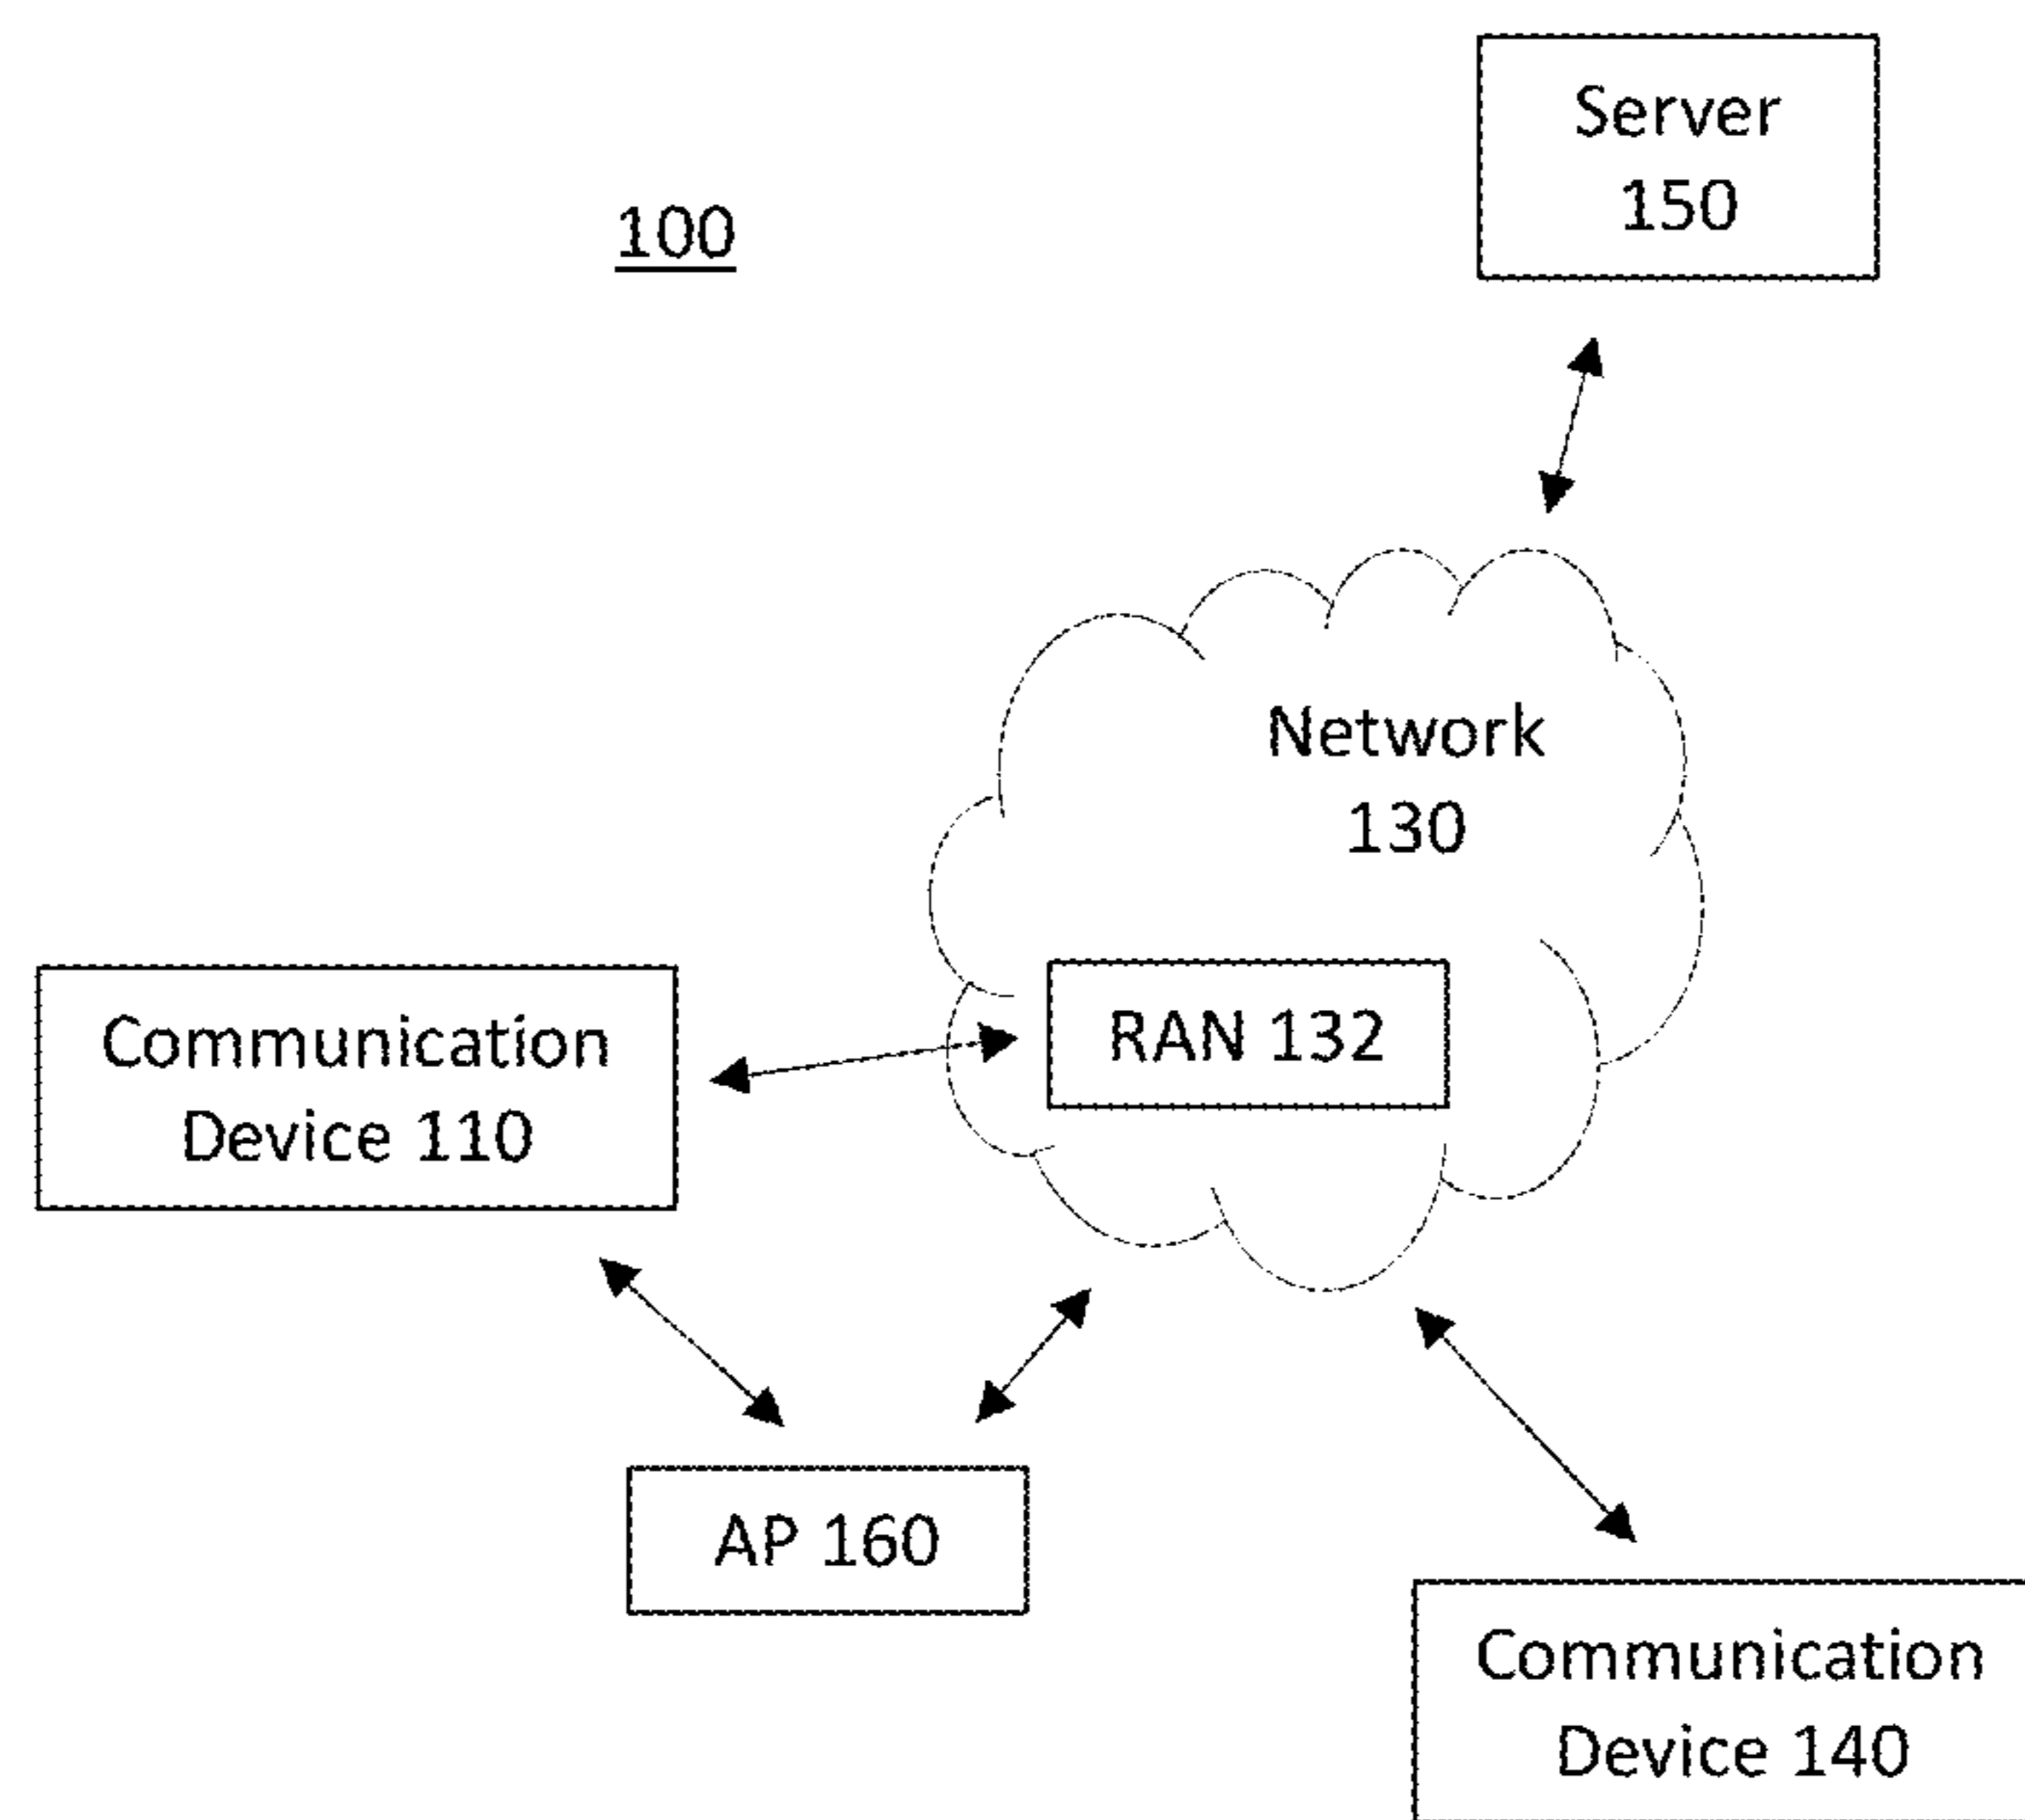 Server
150
100
Network
130
RAN 132
Communication
Device 110
AP 160
Communication
Device 140